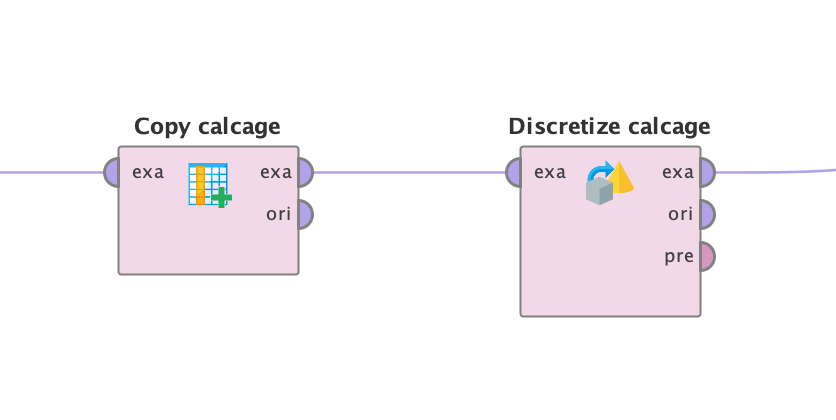 Copy calcage
exa
exa
ori
Discretize calcage
exa
exa
ori
pre